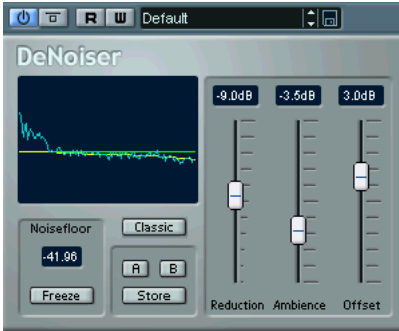 R W Default
DeNoiser
-9.0dB -3.5dB 3.0dB
Noisefloor
-41.96
Freeze
Classic
A B
Store
Reduction Ambience Offset